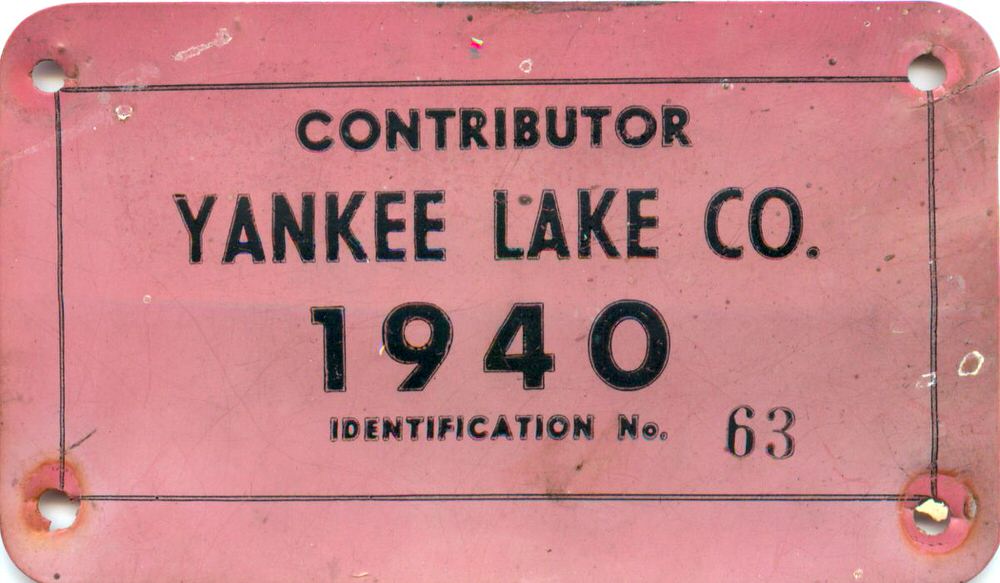 CONTRIBUTOR
YANKEE LAKE CO.
1940
IDENTIFICATION No. 63